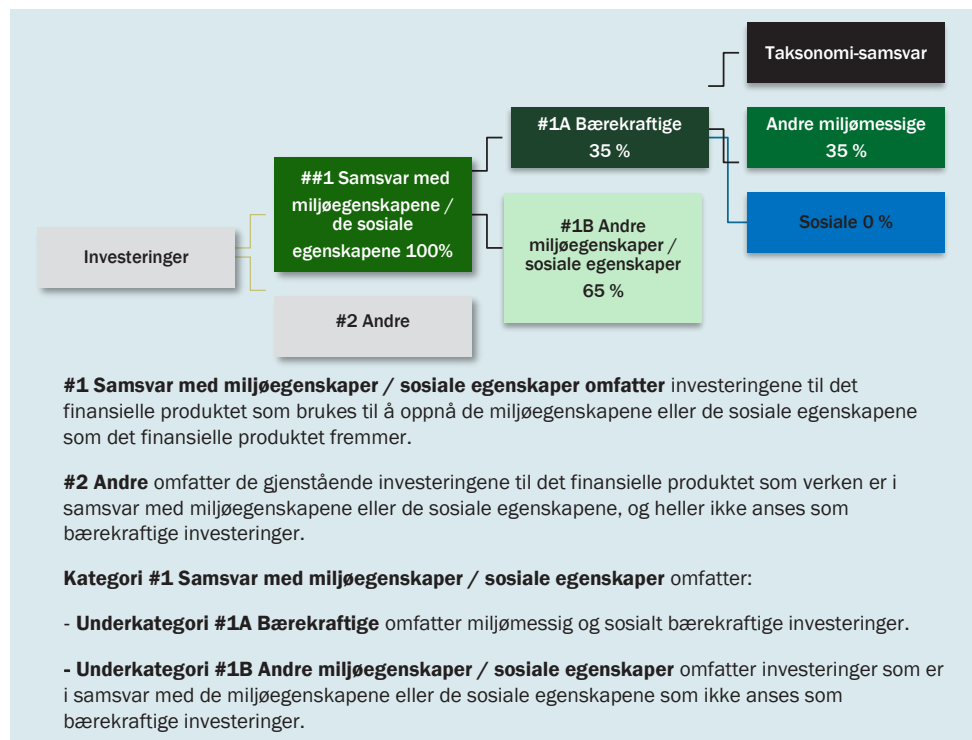 Taksonomi-samsvar
#1A Bærekraftige
35 %
Andre miljømessige
35 %
##1 Samsvar med
miljøegenskapene /
de sosiale
egenskapene 100%
#1B Andre
miljøegenskaper /
sosiale egenskaper
65 %
Sosiale 0 %
Investeringer
#2 Andre
#1 Samsvar med miljøegenskaper / sosiale egenskaper omfatter investeringene til det
finansielle produktet som brukes til å oppnå de miljøegenskapene eller de sosiale egenskapene
som det finansielle produktet fremmer.
#2 Andre omfatter de gjenstående investeringene til det finansielle produktet som verken er i
samsvar med miljøegenskapene eller de sosiale egenskapene, og heller ikke anses som
bærekraftige investeringer.
Kategori #1 Samsvar med miljøegenskaper / sosiale egenskaper omfatter:
- Underkategori #1A Bærekraftige omfatter miljømessig og sosialt bærekraftige investeringer.
- Underkategori #1B Andre miljøegenskaper / sosiale egenskaper omfatter investeringer som er
i samsvar med de miljøegenskapene eller de sosiale egenskapene som ikke anses som
bærekraftige investeringer.